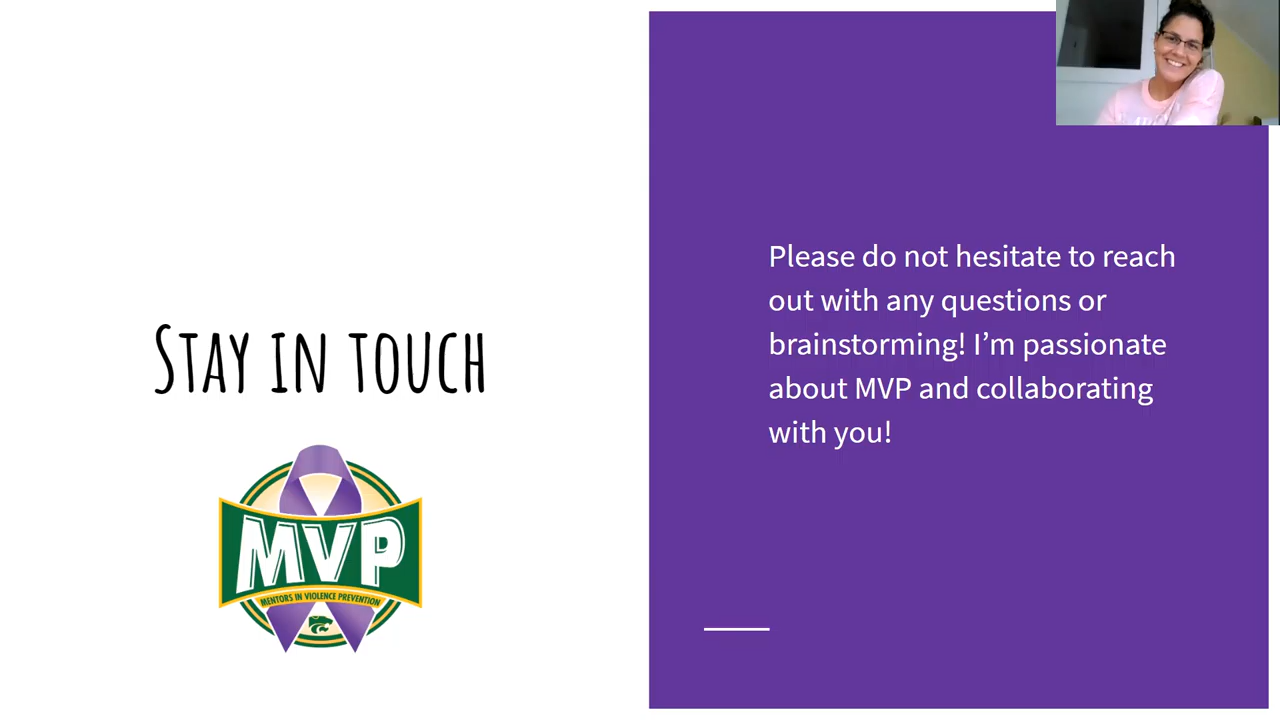 Stay in touch
MVP
MENTORS IN VIOLENCE PREVENTION
Please do not hesitate to reach
out with any questions or
brainstorming! I’m passionate
about MVP and collaborating
with you!